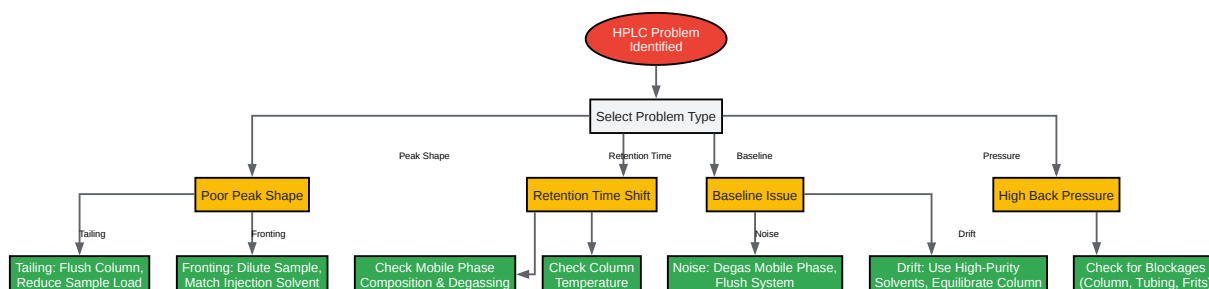 HPLC Problem
Identified
Select Problem Type
Peak Shape
Retention Time
Baseline
Pressure
Poor Peak Shape
Retention Time Shift
Baseline Issue
High Back Pressure
Tailing
Fronting
Noise
Drift
Tailing: Flush Column,
Reduce Sample Load
Fronting: Dilute Sample,
Match Injection Solvent
Check Mobile Phase
Composition & Degassing
Check Column
Temperature
Noise: Degas Mobile Phase,
Flush System
Drift: Use High-Purity
Solvents, Equilibrate Column
Check for Blockages
(Column, Tubing, Frits